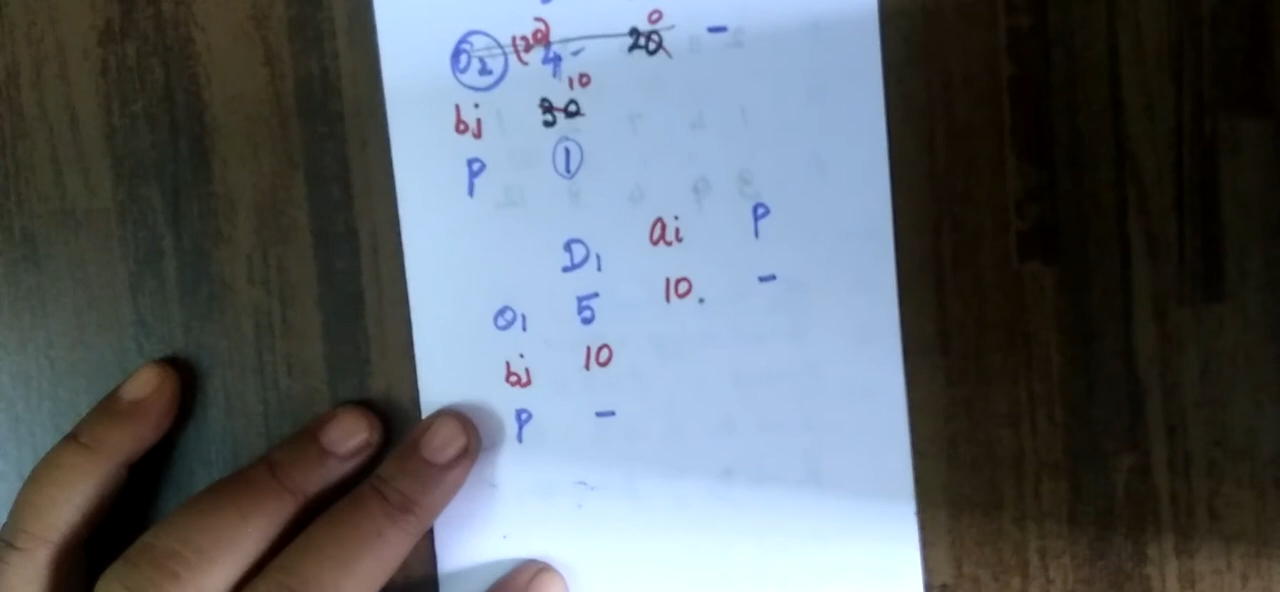 0
O2 (20) 4 20 -
10
bj 30
P 1
D1 ai P
O1 5 10. -
bj 10
P -